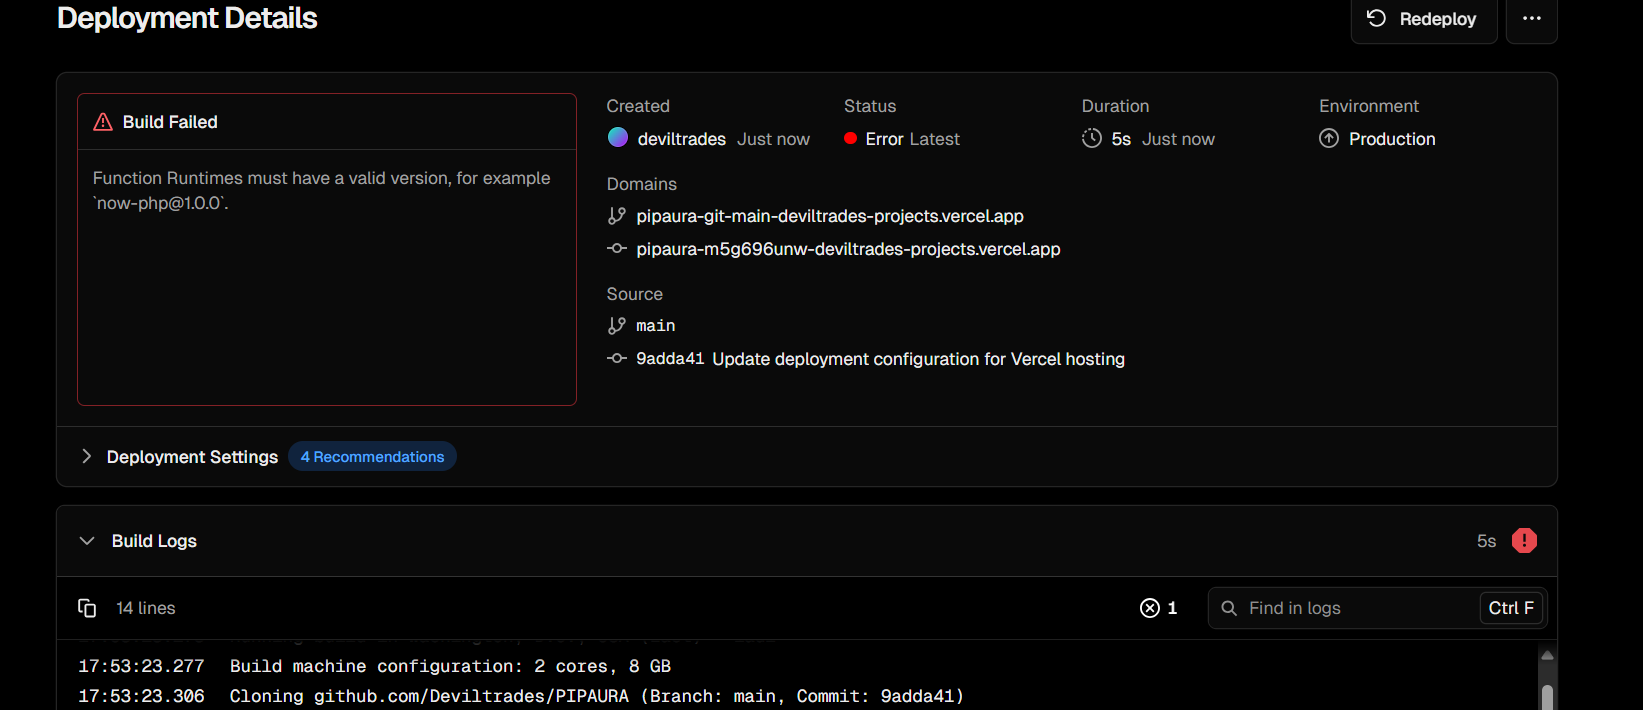 Deployment Details
Redeploy
Build Failed
Function Runtimes must have a valid version, for example
`now-php@1.0.0`.
Created
deviltrades Just now
Status
Error Latest
Duration
5s Just now
Environment
Production
Domains
pipaura-git-main-deviltrades-projects.vercel.app
pipaura-m5g696unw-deviltrades-projects.vercel.app
Source
main
9adda41 Update deployment configuration for Vercel hosting
Deployment Settings 4 Recommendations
Build Logs
5s
14 lines
1
Find in logs
Ctrl F
17:53:23.277 Build machine configuration: 2 cores, 8 GB
17:53:23.306 Cloning github.com/Deviltrades/PIPAURA (Branch: main, Commit: 9adda41)